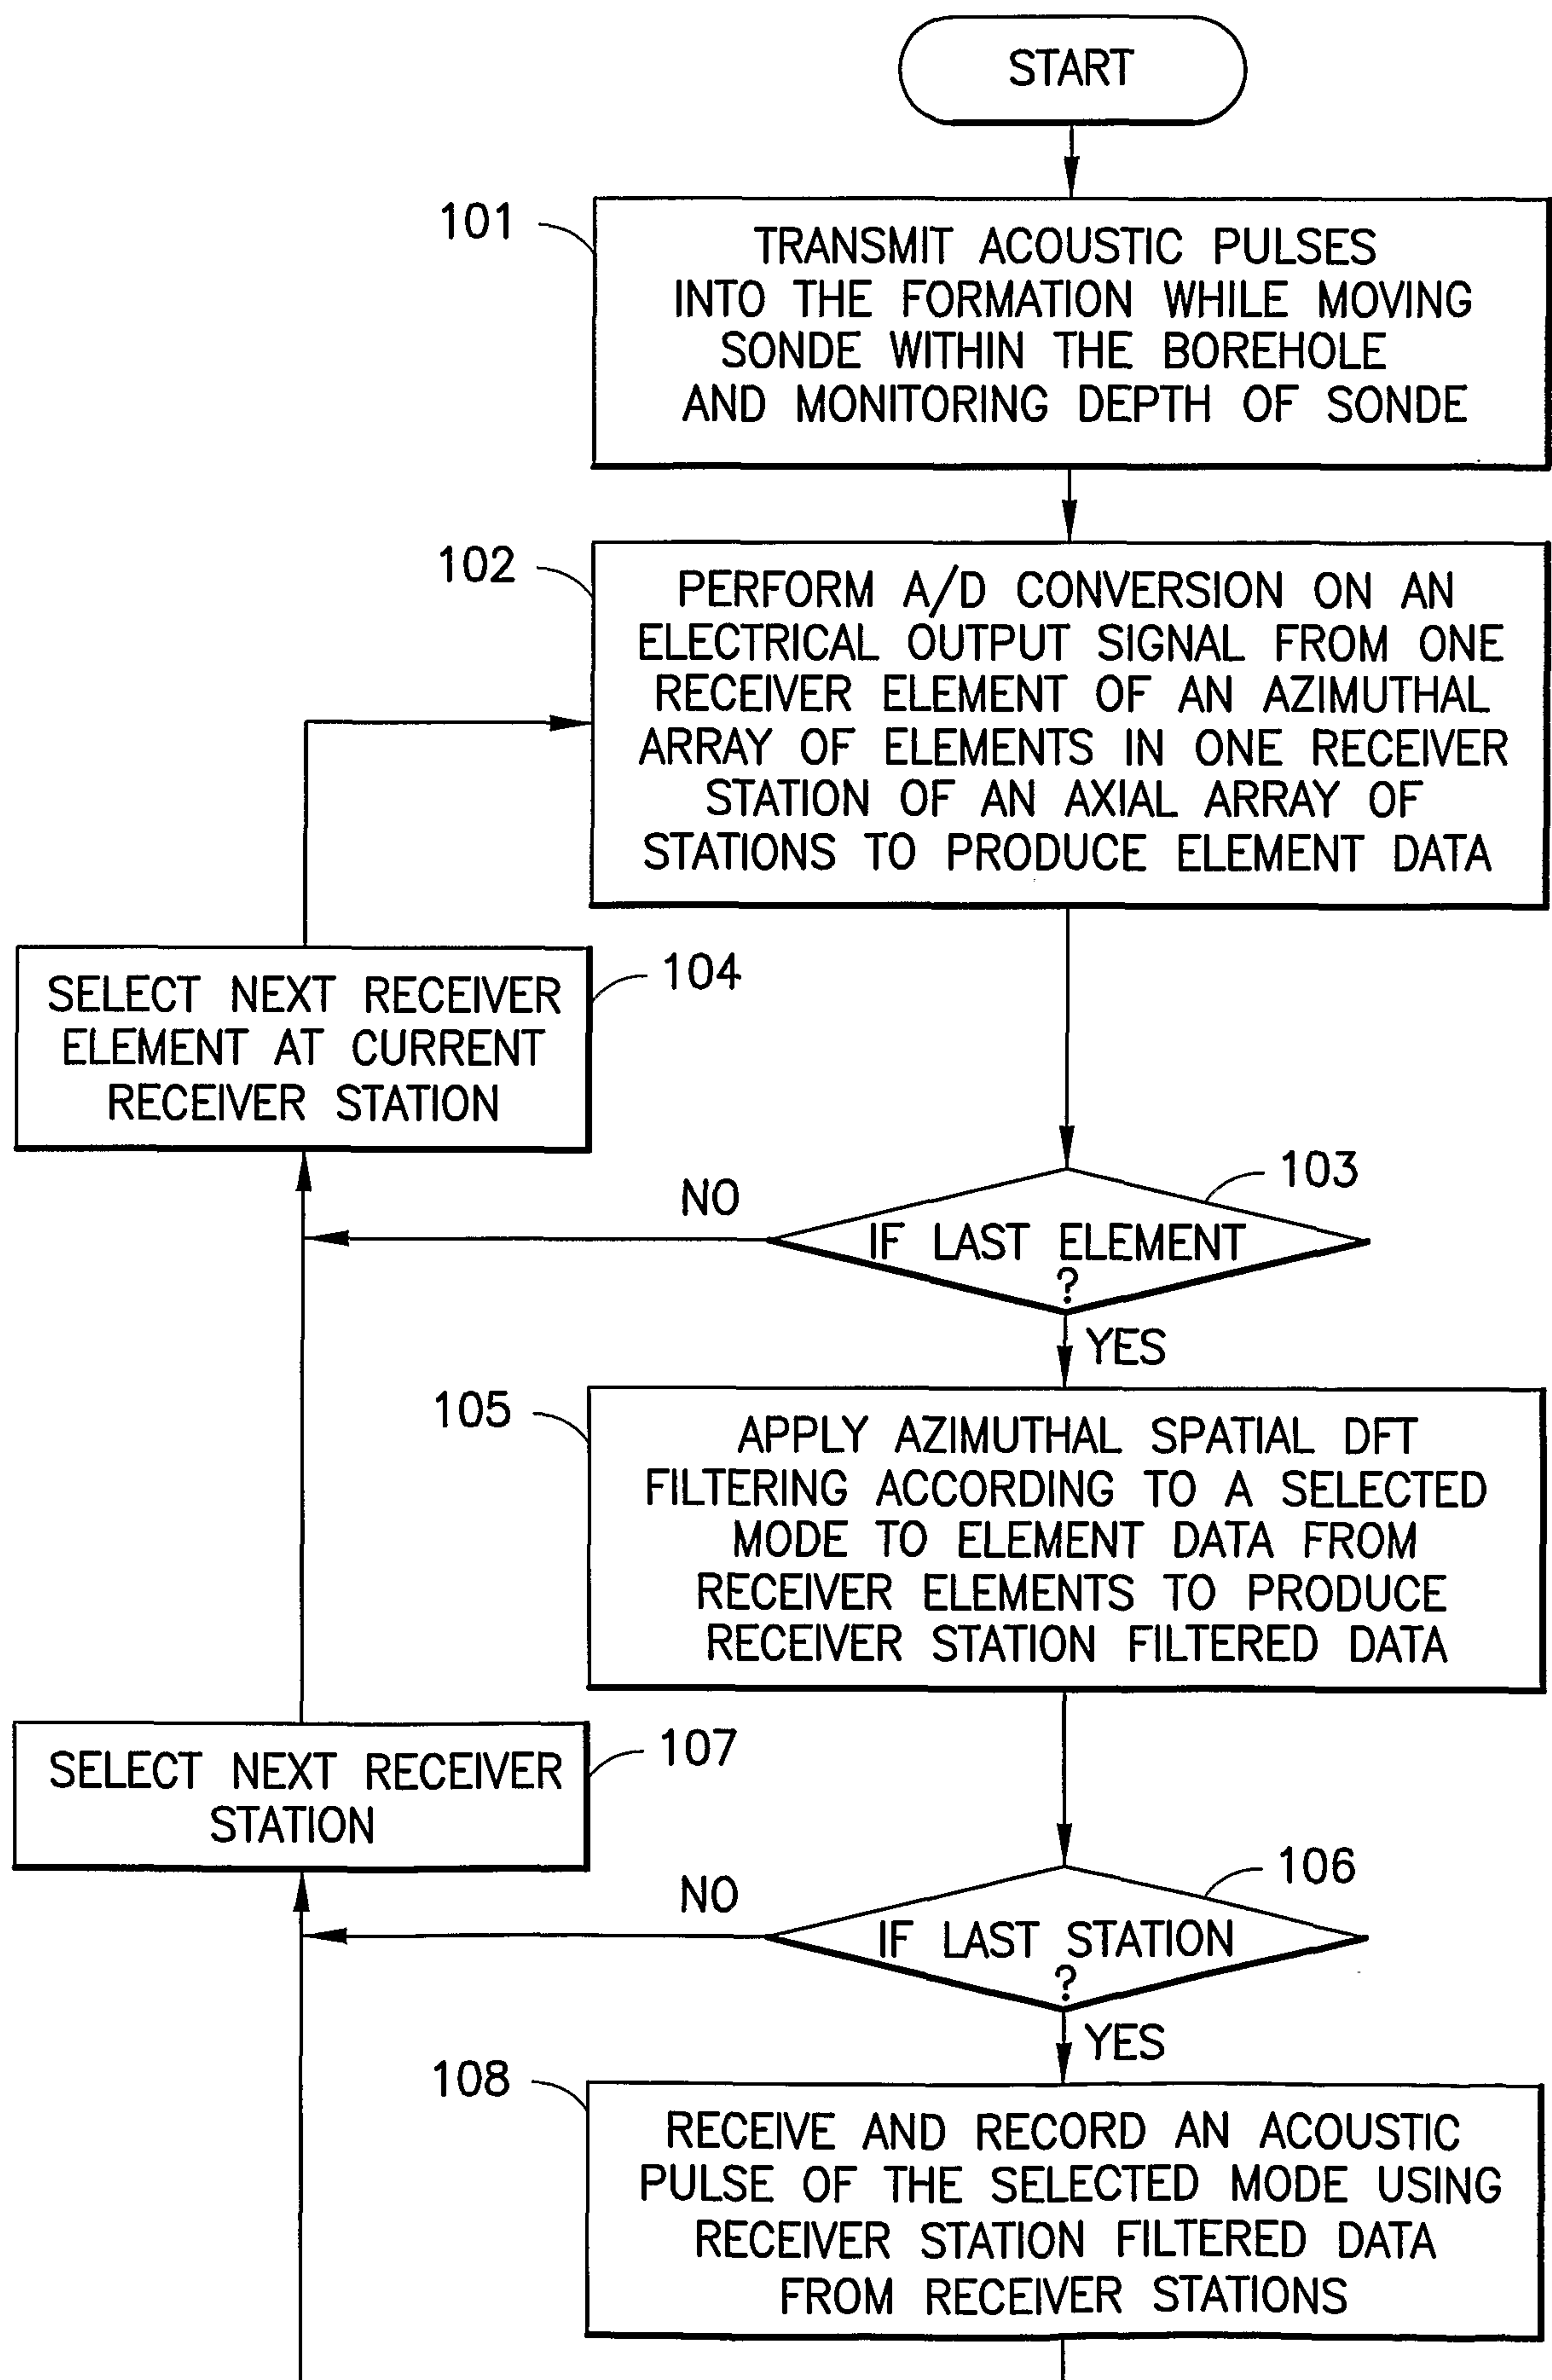 START
101
TRANSMIT ACOUSTIC PULSES
INTO THE FORMATION WHILE MOVING
SONDE WITHIN THE BOREHOLE
AND MONITORING DEPTH OF SONDE
102
PERFORM A/D CONVERSION ON AN
ELECTRICAL OUTPUT SIGNAL FROM ONE
RECEIVER ELEMENT OF AN AZIMUTHAL
ARRAY OF ELEMENTS IN ONE RECEIVER
STATION OF AN AXIAL ARRAY OF
STATIONS TO PRODUCE ELEMENT DATA
104
SELECT NEXT RECEIVER
ELEMENT AT CURRENT
RECEIVER STATION
103
NO
IF LAST ELEMENT
?
YES
105
APPLY AZIMUTHAL SPATIAL DFT
FILTERING ACCORDING TO A SELECTED
MODE TO ELEMENT DATA FROM
RECEIVER ELEMENTS TO PRODUCE
RECEIVER STATION FILTERED DATA
107
SELECT NEXT RECEIVER
STATION
106
NO
IF LAST STATION
?
YES
108
RECEIVE AND RECORD AN ACOUSTIC
PULSE OF THE SELECTED MODE USING
RECEIVER STATION FILTERED DATA
FROM RECEIVER STATIONS